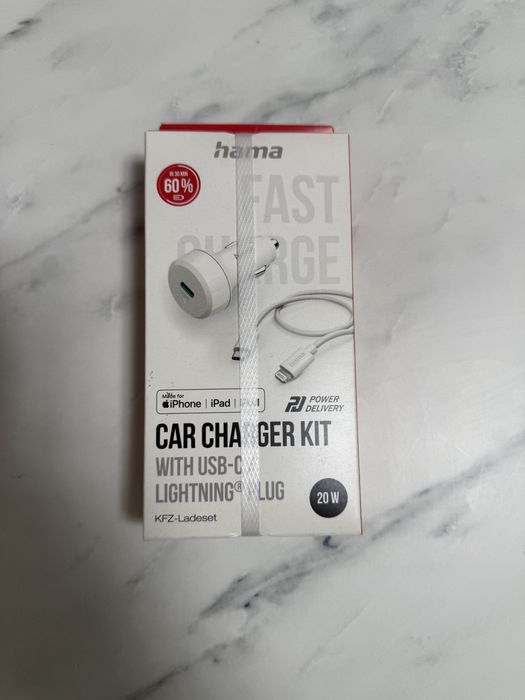 hama
IN 30 MIN
60%
FAST
CHARGE
Made for
iPhone | iPad |
POWER
DELIVERY
CAR CHARGER KIT
WITH USB-C
LIGHTNING® PLUG
20 W
KFZ-Ladeset